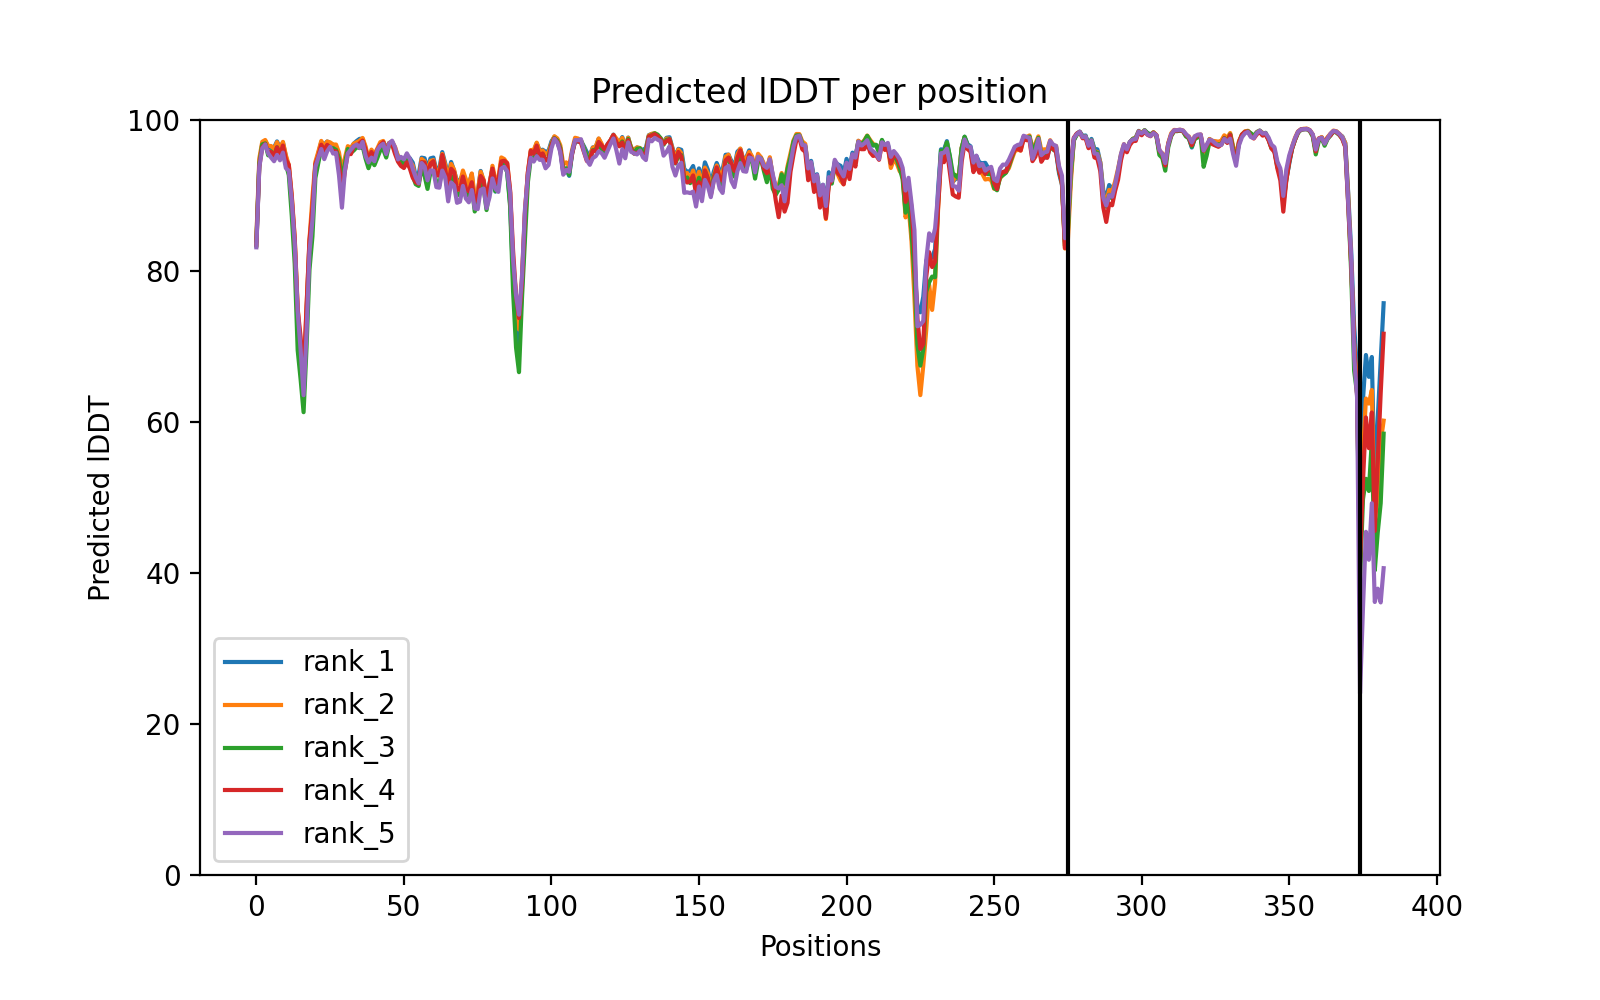 Predicted lDDT per position
100
80
60
40
20
0
Predicted lDDT
rank_1
rank_2
rank_3
rank_4
rank_5
0 50 100 150 200 250 300 350 400
Positions